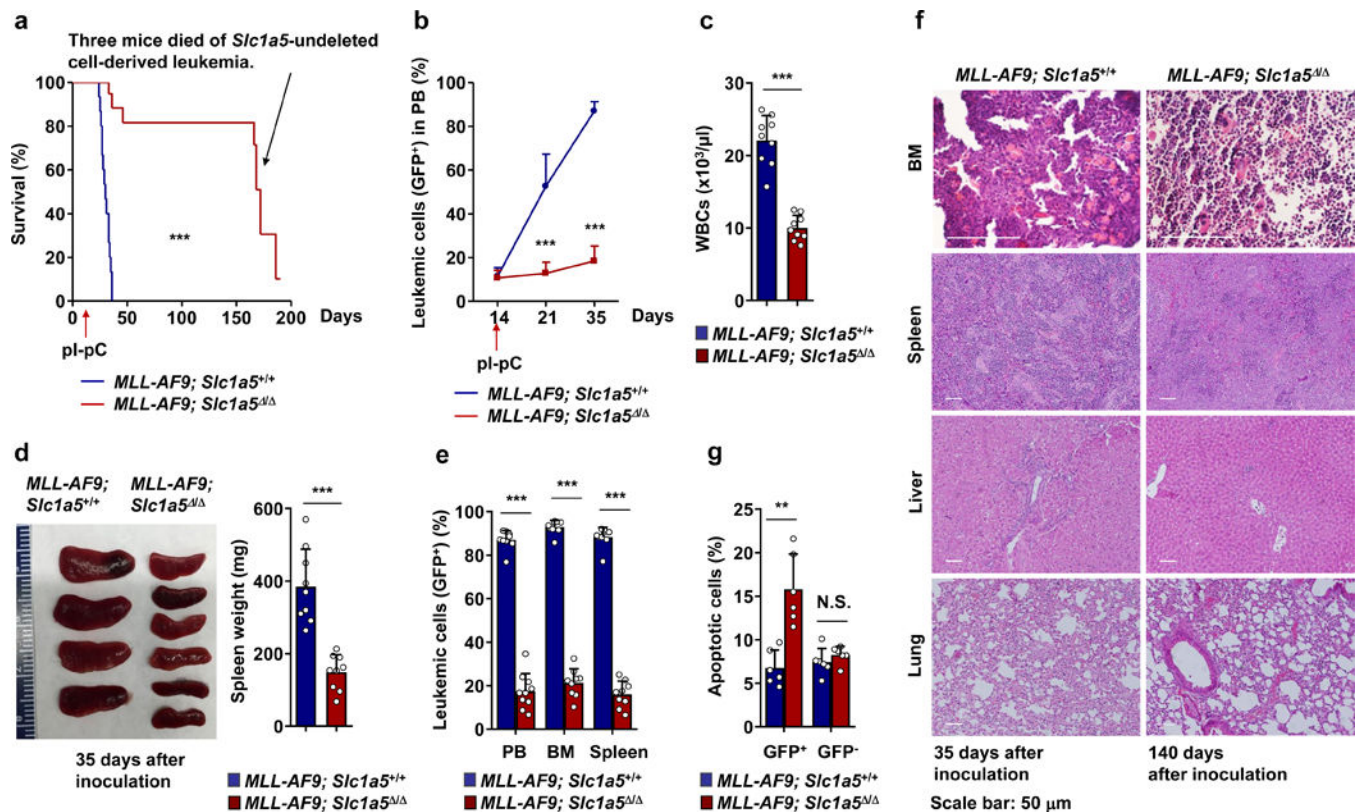 a
Three mice died of Slc1a5-undeleted
cell-derived leukemia.
100
80
60
40
20
0
Survival (%)
***
0 50 100 150 200 Days
pI-pC
MLL-AF9; Slc1a5+/+
MLL-AF9; Slc1a5Δ/Δ
b
Leukemic cells (GFP+) in PB (%)
100
80
60
40
20
0
*** ***
14 21 35 Days
pI-pC
MLL-AF9; Slc1a5+/+
MLL-AF9; Slc1a5Δ/Δ
c
WBCs (x10³/μl)
30
20
10
0
***
MLL-AF9; Slc1a5+/+
MLL-AF9; Slc1a5Δ/Δ
d
MLL-AF9; MLL-AF9;
Slc1a5+/+ Slc1a5Δ/Δ
35 days after
inoculation
Spleen weight (mg)
600
400
200
0
***
MLL-AF9; Slc1a5+/+
MLL-AF9; Slc1a5Δ/Δ
e
Leukemic cells (GFP+) (%)
100
80
60
40
20
0
*** *** ***
PB BM Spleen
MLL-AF9; Slc1a5+/+
MLL-AF9; Slc1a5Δ/Δ
g
Apoptotic cells (%)
25
20
15
10
5
0
**
N.S.
GFP+ GFP-
MLL-AF9; Slc1a5+/+
MLL-AF9; Slc1a5Δ/Δ
f
MLL-AF9; Slc1a5+/+ MLL-AF9; Slc1a5Δ/Δ
BM
Spleen
Liver
Lung
35 days after
inoculation
140 days
after inoculation
Scale bar: 50 μm